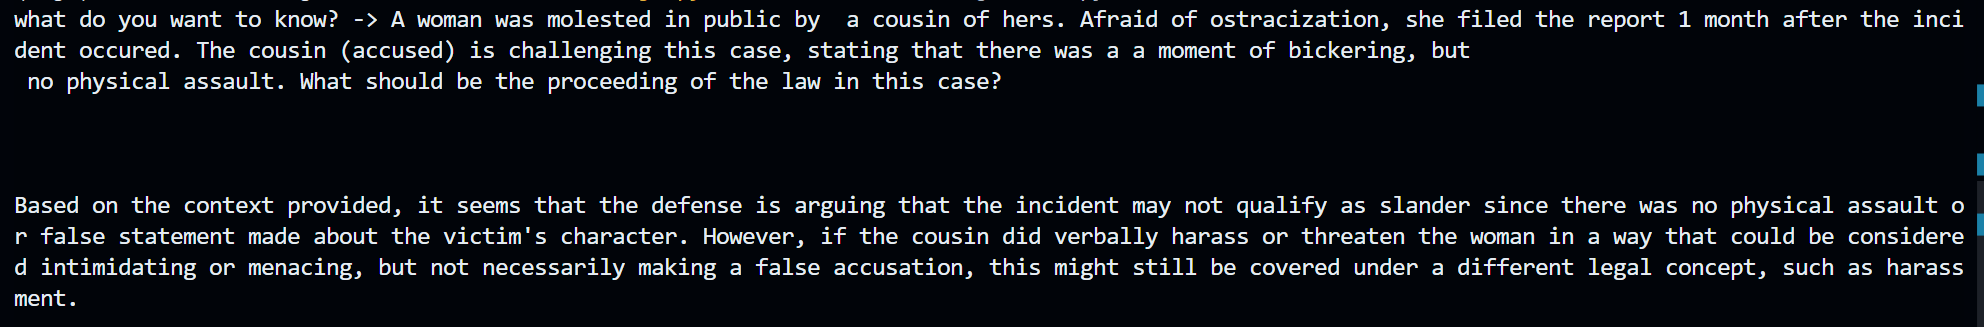 what do you want to know? -> A woman was molested in public by  a cousin of hers. Afraid of ostracization, she filed the report 1 month after the inci
dent occured. The cousin (accused) is challenging this case, stating that there was a a moment of bickering, but
 no physical assault. What should be the proceeding of the law in this case?
Based on the context provided, it seems that the defense is arguing that the incident may not qualify as slander since there was no physical assault o
r false statement made about the victim's character. However, if the cousin did verbally harass or threaten the woman in a way that could be considere
d intimidating or menacing, but not necessarily making a false accusation, this might still be covered under a different legal concept, such as harass
ment.